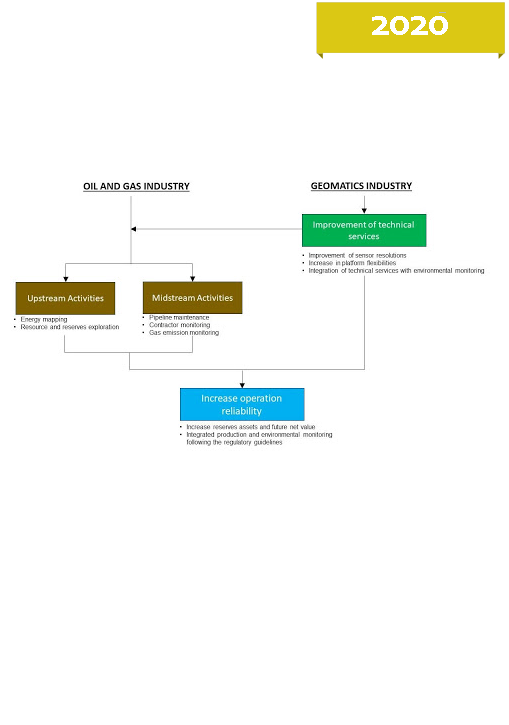 2020
OIL AND GAS INDUSTRY
GEOMATICS INDUSTRY
Improvement of technical
services
• Improvement of sensor resolutions
• Increase in platform flexibilities
• Integration of technical services with environmental monitoring
Upstream Activities
• Energy mapping
• Resource and reserves exploration
Midstream Activities
• Pipeline maintenance
• Contractor monitoring
• Gas emission monitoring
Increase operation
reliability
• Increase reserves assets and future net value
• Integrated production and environmental monitoring
following the regulatory guidelines